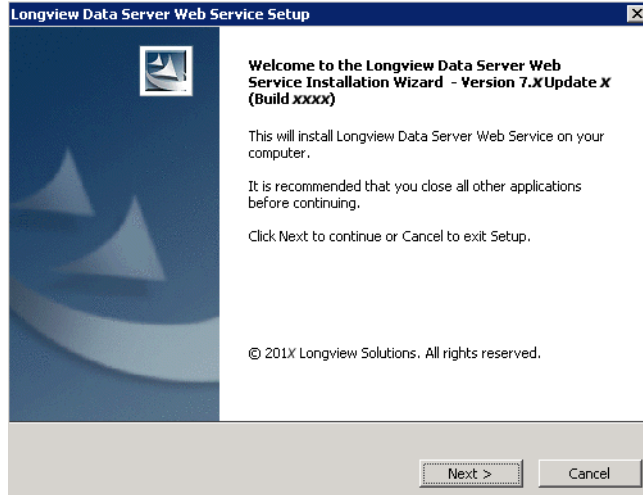 Longview Data Server Web Service Setup
Welcome to the Longview Data Server Web
Service Installation Wizard - Version 7.X Update X
(Build xxxx)
This will install Longview Data Server Web Service on your
computer.
It is recommended that you close all other applications
before continuing.
Click Next to continue or Cancel to exit Setup.
© 201X Longview Solutions. All rights reserved.
Next >
Cancel